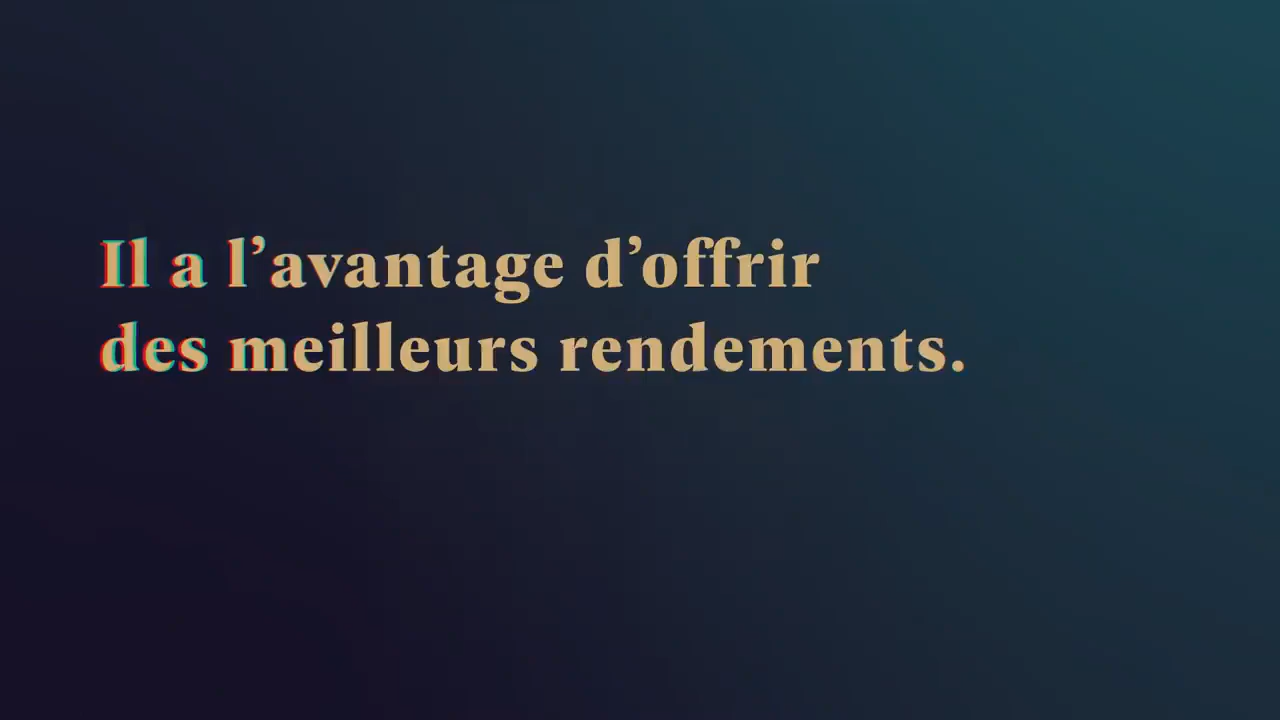 Il a l’avantage d’offrir
des meilleurs rendements.